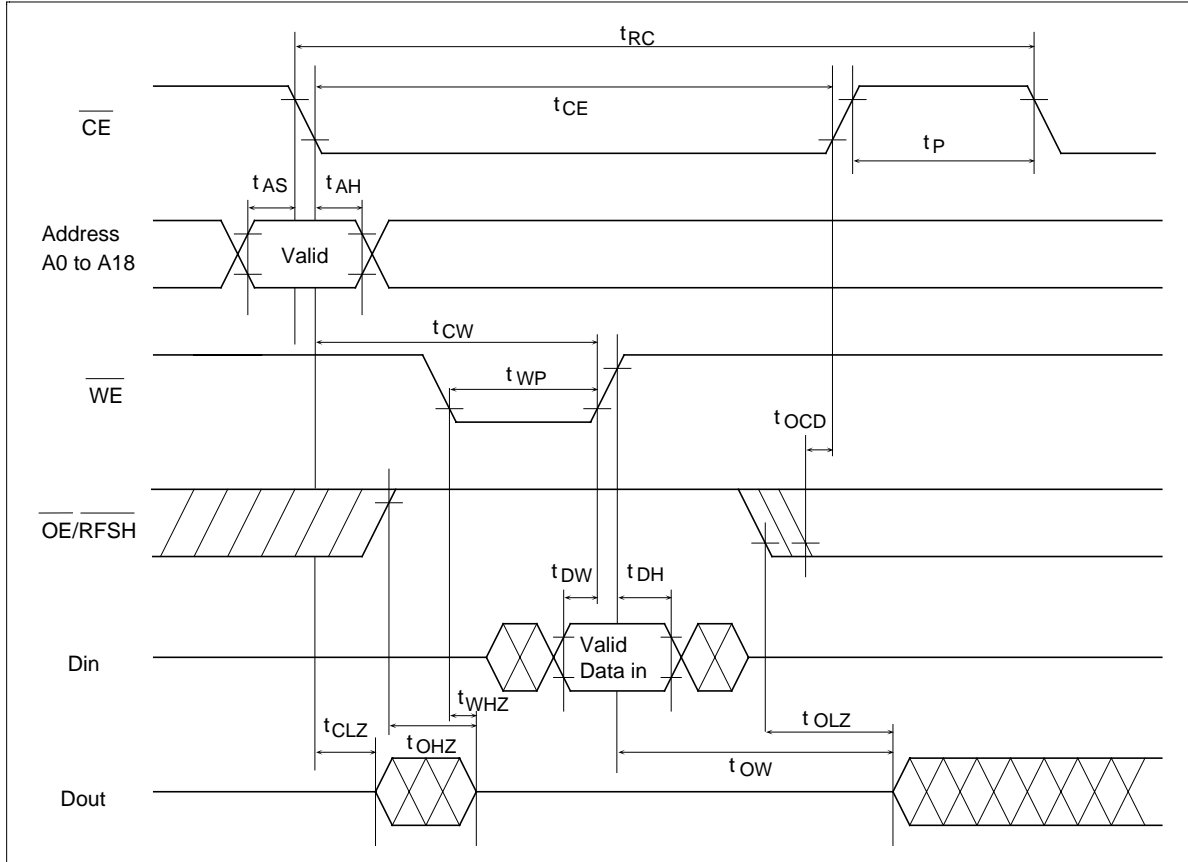 tRC
CE
tCE
tP
tAS
tAH
Address
A0 to A18
Valid
tCW
WE
tWP
tOCD
OE/RFSH
tDW
tDH
Din
Valid
Data in
tWHZ
tCLZ
tOHZ
tOLZ
tOW
Dout